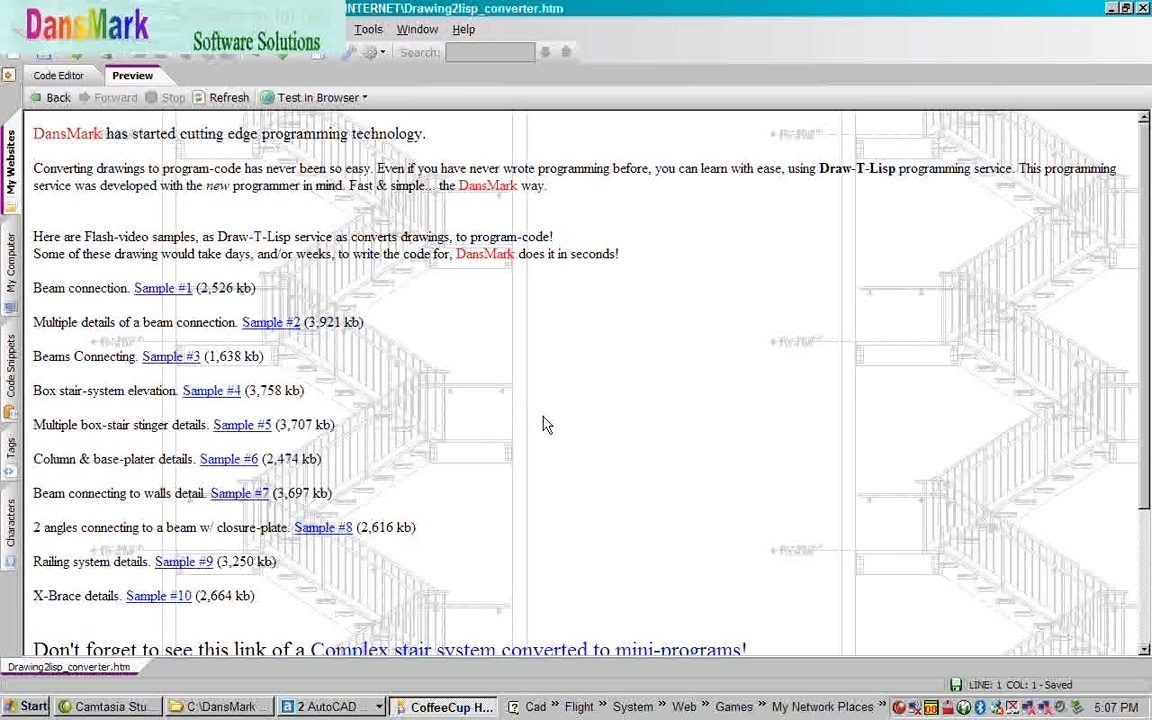 DansMark
Software Solutions
INTERNET\Drawing2lisp_converter.htm
Tools Window Help
Search:
Code Editor Preview
Back Forward Stop Refresh Test in Browser
My Websites
My Computer
Code Snippets
Tags
Characters
DansMark has started cutting edge programming technology.
Converting drawings to program-code has never been so easy. Even if you have never wrote programming before, you can learn with ease, using Draw-T-Lisp programming service. This programming
service was developed with the new programmer in mind. Fast & simple... the DansMark way.
Here are Flash-video samples, as Draw-T-Lisp service as converts drawings, to program-code!
Some of these drawing would take days, and/or weeks, to write the code for, DansMark does it in seconds!
Beam connection. Sample #1 (2,526 kb)
Multiple details of a beam connection. Sample #2 (3,921 kb)
Beams Connecting. Sample #3 (1,638 kb)
Box stair-system elevation. Sample #4 (3,758 kb)
Multiple box-stair stinger details. Sample #5 (3,707 kb)
Column & base-plater details. Sample #6 (2,474 kb)
Beam connecting to walls detail. Sample #7 (3,697 kb)
2 angles connecting to a beam w/ closure-plate. Sample #8 (2,616 kb)
Railing system details. Sample #9 (3,250 kb)
X-Brace details. Sample #10 (2,664 kb)
Don't forget to see this link of a Complex stair system converted to mini-programs!
Drawing2lisp_converter.htm
LINE: 1 COL: 1 - Saved
Start Camtasia Stu... C:\DansMark ... 2 AutoCAD ... CoffeeCup H... Cad » Flight » System » Web » Games » My Network Places » 5:07 PM